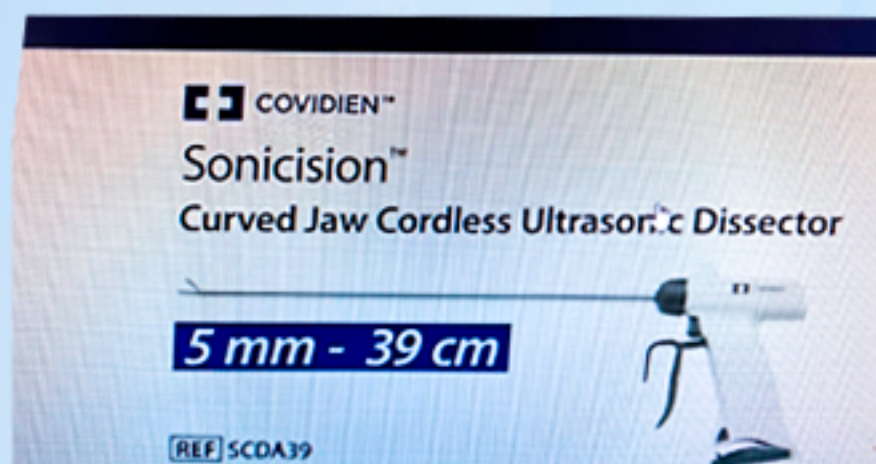 COVIDIEN™
Sonicision™
Curved Jaw Cordless Ultrasonic Dissector
5 mm - 39 cm
REF SCDA39